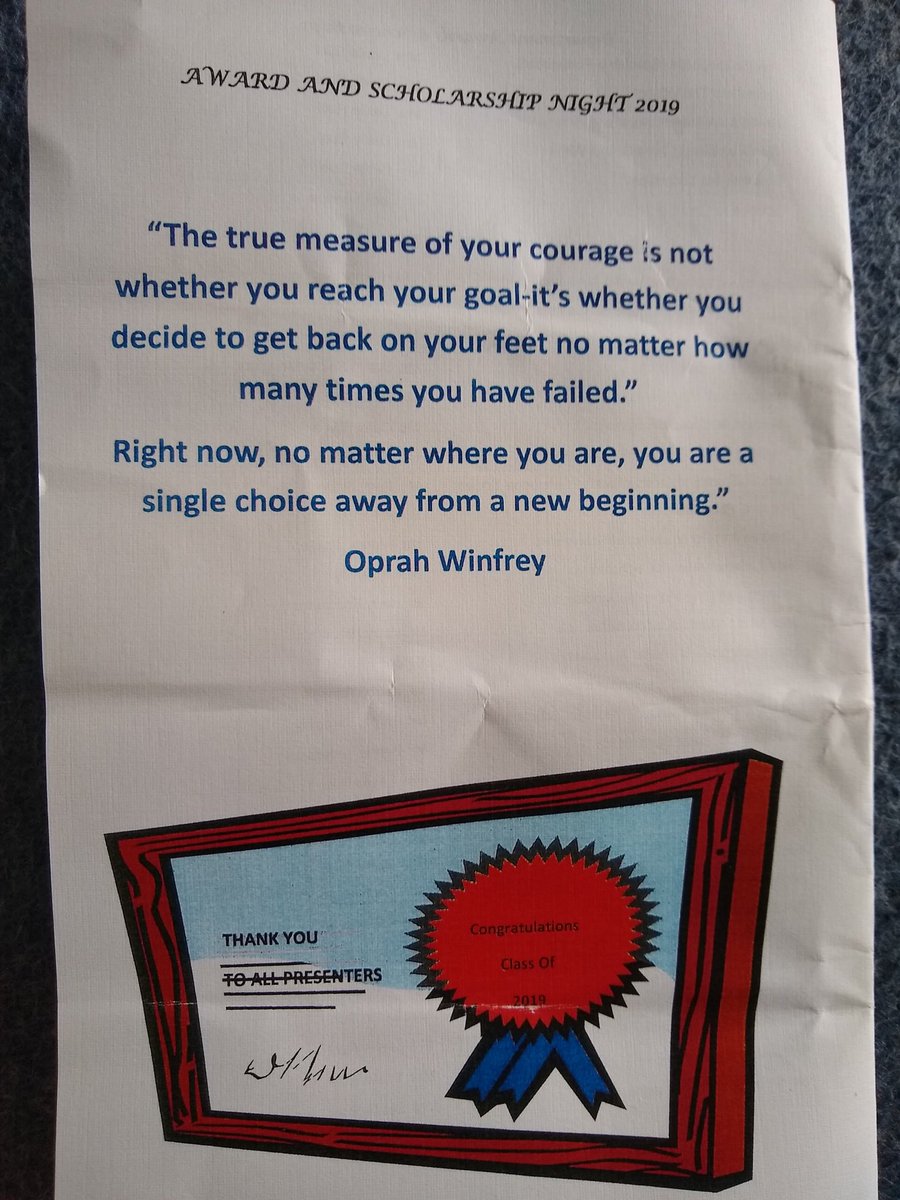 AWARD AND SCHOLARSHIP NIGHT 2019
“The true measure of your courage is not
whether you reach your goal-it’s whether you
decide to get back on your feet no matter how
many times you have failed.”
Right now, no matter where you are, you are a
single choice away from a new beginning.”
Oprah Winfrey
THANK YOU
TO ALL PRESENTERS
Congratulations
Class Of
2019